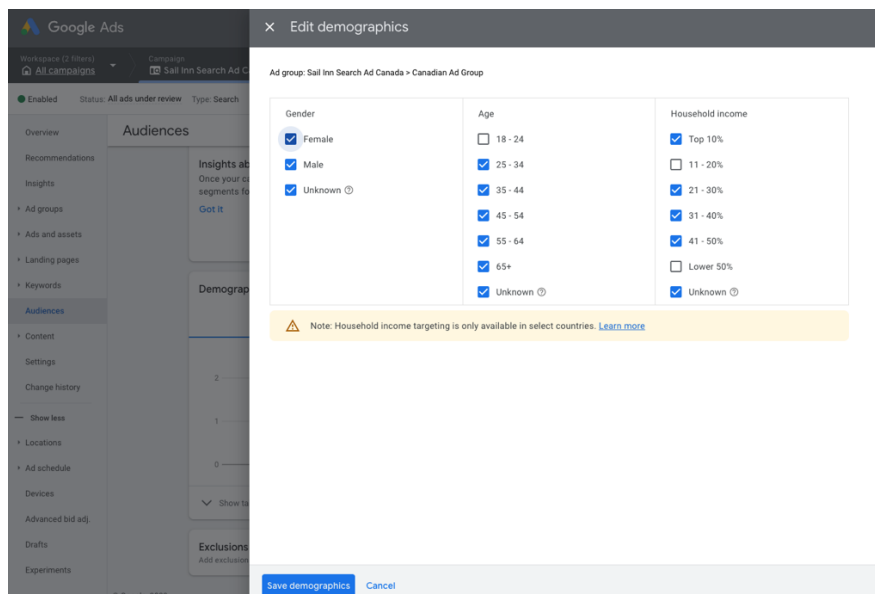 Google Ads
Workspace (2 filters)
All campaigns
Campaign
Sail Inn Search Ad C
Enabled Status: All ads under review Type: Search
Overview
Recommendations
Insights
Ad groups
Ads and assets
Landing pages
Keywords
Audiences
Content
Settings
Change history
Show less
Locations
Ad schedule
Devices
Advanced bid adj.
Drafts
Experiments
Audiences
Insights ab
Once your ca
segments fo
Got it
Demograp
2
1
0
Show ta
Exclusions
Add exclusion
Edit demographics
Ad group: Sail Inn Search Ad Canada > Canadian Ad Group
Gender
Female
Male
Unknown
Age
18 - 24
25 - 34
35 - 44
45 - 54
55 - 64
65+
Unknown
Household income
Top 10%
11 - 20%
21 - 30%
31 - 40%
41 - 50%
Lower 50%
Unknown
Note: Household income targeting is only available in select countries. Learn more
Save demographics Cancel